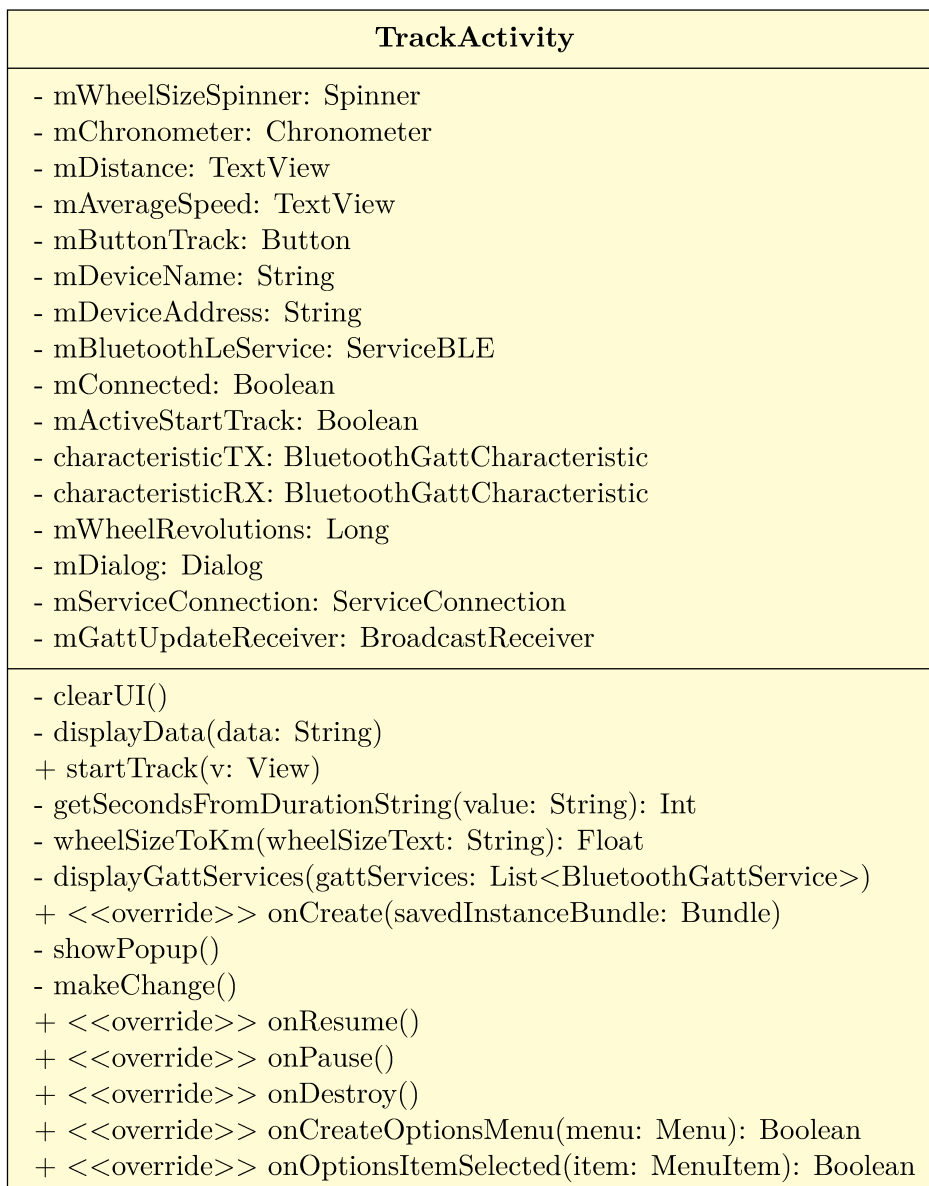 TrackActivity
- mWheelSizeSpinner: Spinner
- mChronometer: Chronometer
- mDistance: TextView
- mAverageSpeed: TextView
- mButtonTrack: Button
- mDeviceName: String
- mDeviceAddress: String
- mBluetoothLeService: ServiceBLE
- mConnected: Boolean
- mActiveStartTrack: Boolean
- characteristicTX: BluetoothGattCharacteristic
- characteristicRX: BluetoothGattCharacteristic
- mWheelRevolutions: Long
- mDialog: Dialog
- mServiceConnection: ServiceConnection
- mGattUpdateReceiver: BroadcastReceiver
- clearUI()
- displayData(data: String)
+ startTrack(v: View)
- getSecondsFromDurationString(value: String): Int
- wheelSizeToKm(wheelSizeText: String): Float
- displayGattServices(gattServices: List<BluetoothGattService>)
+ <<override>> onCreate(savedInstanceBundle: Bundle)
- showPopup()
- makeChange()
+ <<override>> onResume()
+ <<override>> onPause()
+ <<override>> onDestroy()
+ <<override>> onCreateOptionsMenu(menu: Menu): Boolean
+ <<override>> onOptionsItemSelected(item: MenuItem): Boolean